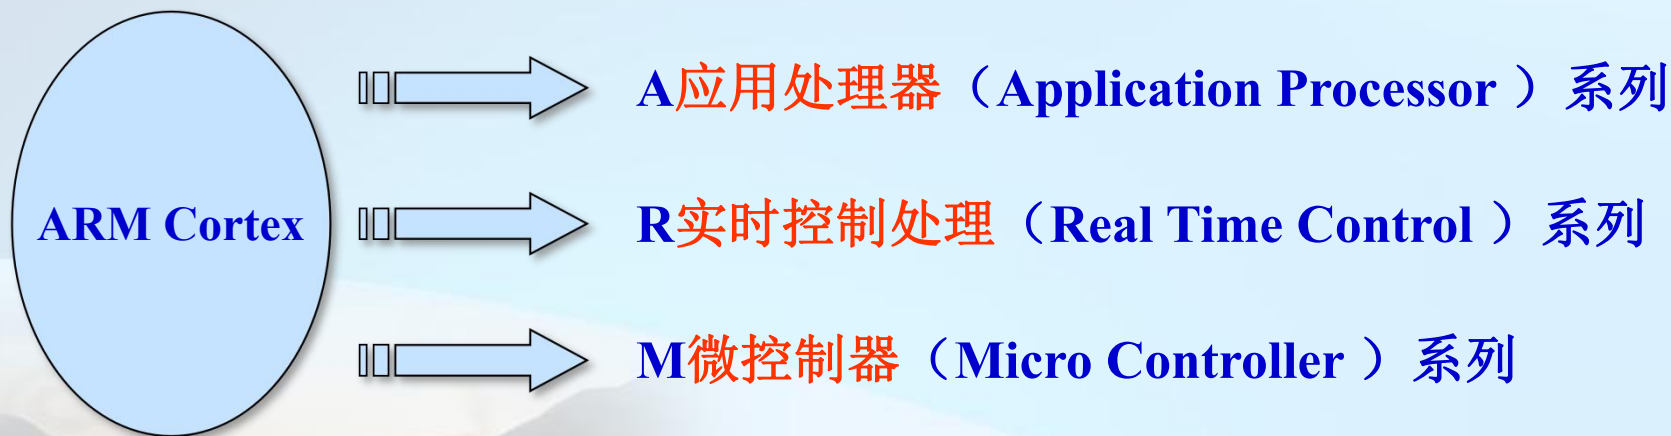 ARM Cortex
A应用处理器（Application Processor ）系列
R实时控制处理（Real Time Control ）系列
M微控制器（Micro Controller ）系列